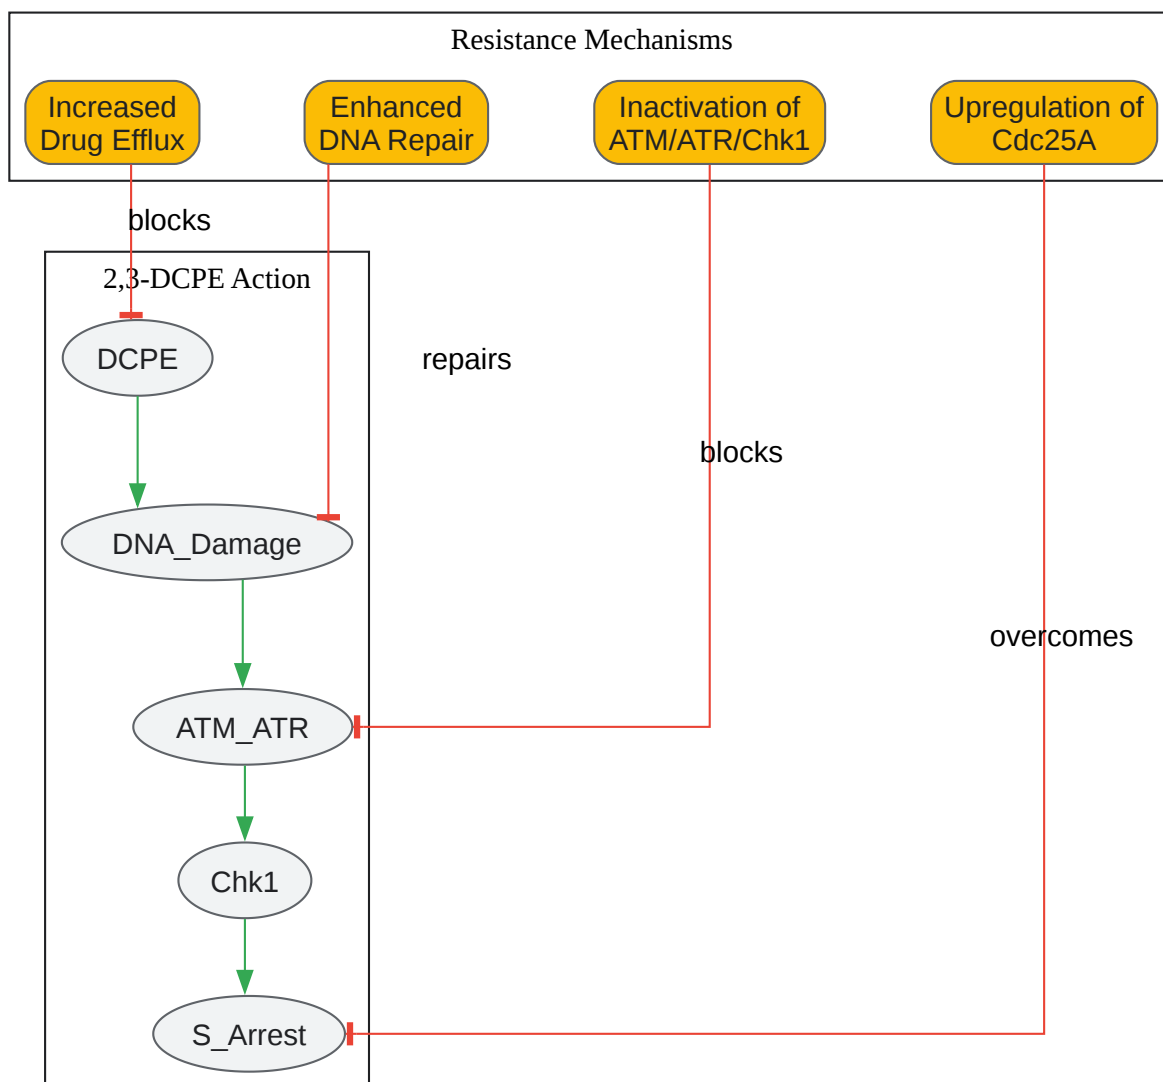 Resistance Mechanisms
Increased
Drug Efflux
Enhanced
DNA Repair
Inactivation of
ATM/ATR/Chk1
Upregulation of
Cdc25A
blocks
2,3-DCPE Action
DCPE
repairs
blocks
DNA_Damage
overcomes
ATM_ATR
Chk1
S_Arrest